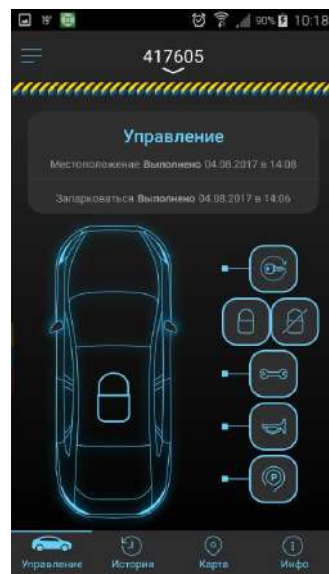 19° 90% 10:18
417605
Управление
Местоположение Выполнено 04.08.2017 в 14:08
Запарковаться Выполнено 04.08.2017 в 14:06
P
Управление История Карта Инфо